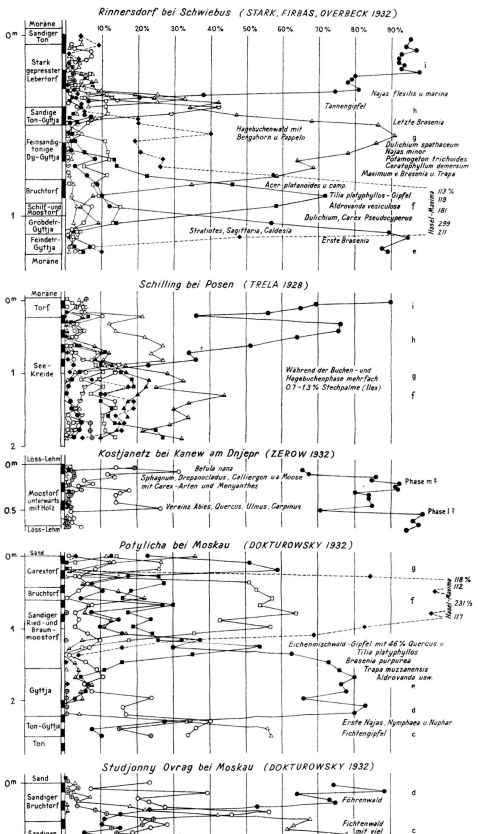 Rinnersdorf bei Schwiebus (STARK, FIRBAS, OVERBECK 1932)
Moräne
10% 20% 30% 40% 50% 60% 70% 80% 90%
0m
Sandiger
Ton
Stark
gepresster
Lebertorf
i
Najas flexilis u. marina
Tannengipfel
h
Sandige
Ton-Gyttja
Letzte Brasenia
Hagebuchenwald mit
Bergahorn u. Pappeln
g
Feinsandig-
tonige
Dy-Gyttja
Dulichium spathaceum
Najas minor
Potamogeton trichoides
Ceratophyllum demersum
Maximum v. Brasenia u. Trapa
Bruchtorf
Acer platanoides u. camp.
113 %
Tilia platyphyllos - Gipfel
119
Schilf- und
Moostorf
Aldrovanda vesiculosa
f
181
Hasel-Maxima
1
Dulichium, Carex Pseudocyperus
299
Grobdetr-
Gyttja
Stratiotes, Sagittaria, Caldesia
211
Erste Brasenia
Feindetr-
Gyttja
e
Moräne
Schilling bei Posen (TRELA 1928)
Moräne
0m
Torf
i
h
See-
Kreide
1
Während der Buchen- und
Hagebuchenphase mehrfach
0.7 - 1.3 % Stechpalme (Ilex)
g
f
2
Kostjanetz bei Kanew am Dnjepr (ZEROW 1932)
Löss-Lehm
0m
Betula nana
Sphagnum, Drepanocladus, Calliergon u.a Moose
mit Carex-Arten und Menyanthes
Phase m ?
Moostorf
unterwärts
mit Holz
0.5
Vereinz. Abies, Quercus, Ulmus, Carpinus
Phase l ?
Löss-Lehm
Potylicha bei Moskau (DOKTUROWSKY 1932)
Sand
0m
Carextorf
g
118 %
112
Bruchtorf
f
231 ½
Hasel-Maxima
Sandiger
Ried- und
Braun-
moostorf
117
1
Eichenmischwald-Gipfel mit 46% Quercus u.
Tilia platyphyllos
Brasenia purpurea
Trapa muzzanensis
Aldrovanda usw.
Gyttja
e
2
d
Erste Najas, Nymphaea u. Nuphar
Ton-Gyttja
Fichtengipfel
c
Ton
Studjonny Ovrag bei Moskau (DOKTUROWSKY 1932)
Sand
0m
Sandiger
Bruchtorf
d
Föhrenwald
Fichtenwald
mit viel
c
Sandiger